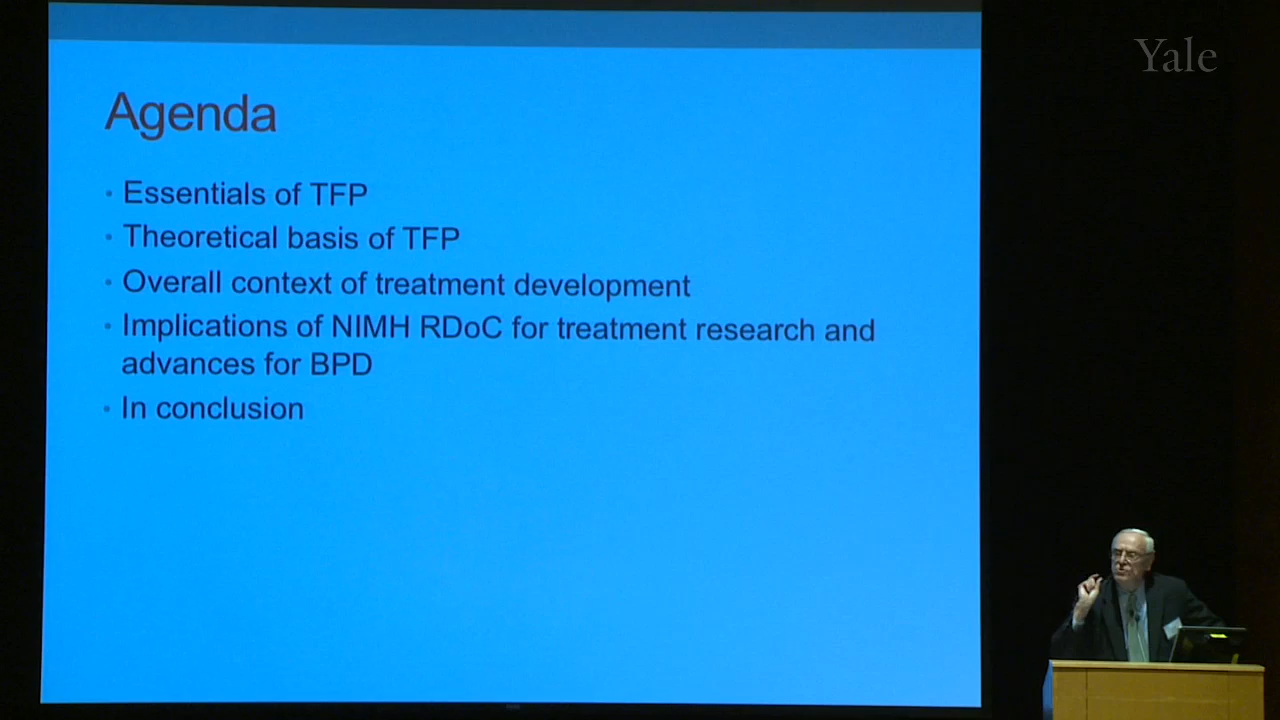 Yale
Agenda
• Essentials of TFP
• Theoretical basis of TFP
• Overall context of treatment development
• Implications of NIMH RDoC for treatment research and
advances for BPD
• In conclusion